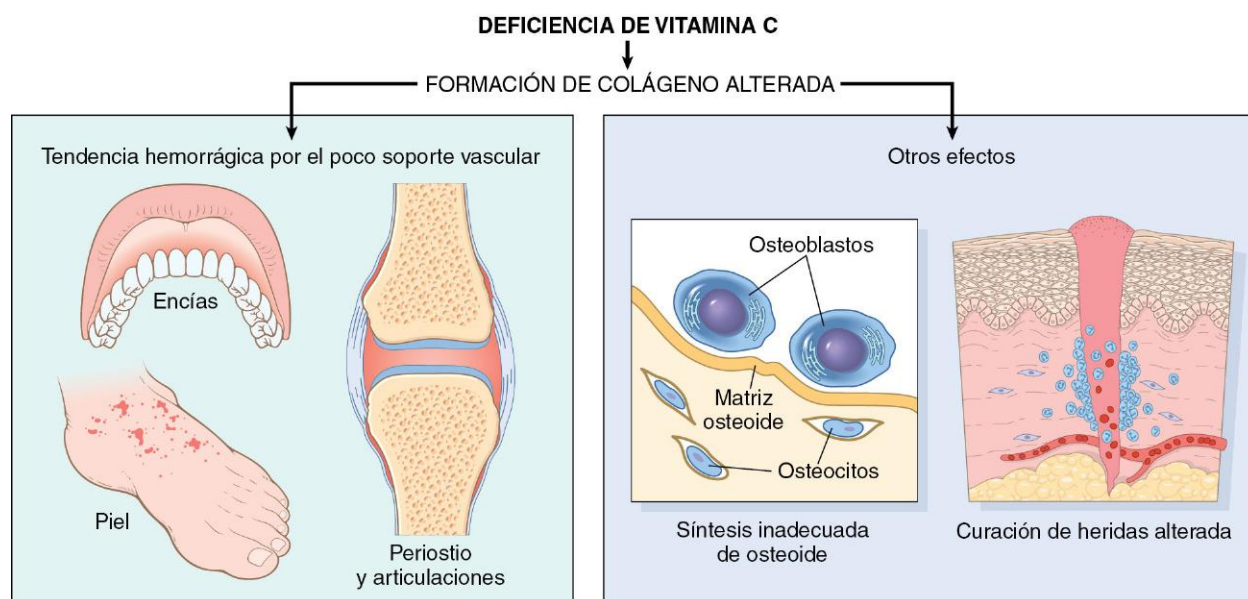 DEFICIENCIA DE VITAMINA C
FORMACIÓN DE COLÁGENO ALTERADA
Tendencia hemorrágica por el poco soporte vascular
Encías
Piel
Periostio
y articulaciones
Otros efectos
Osteoblastos
Matriz
osteoide
Osteocitos
Síntesis inadecuada
de osteoide
Curación de heridas alterada